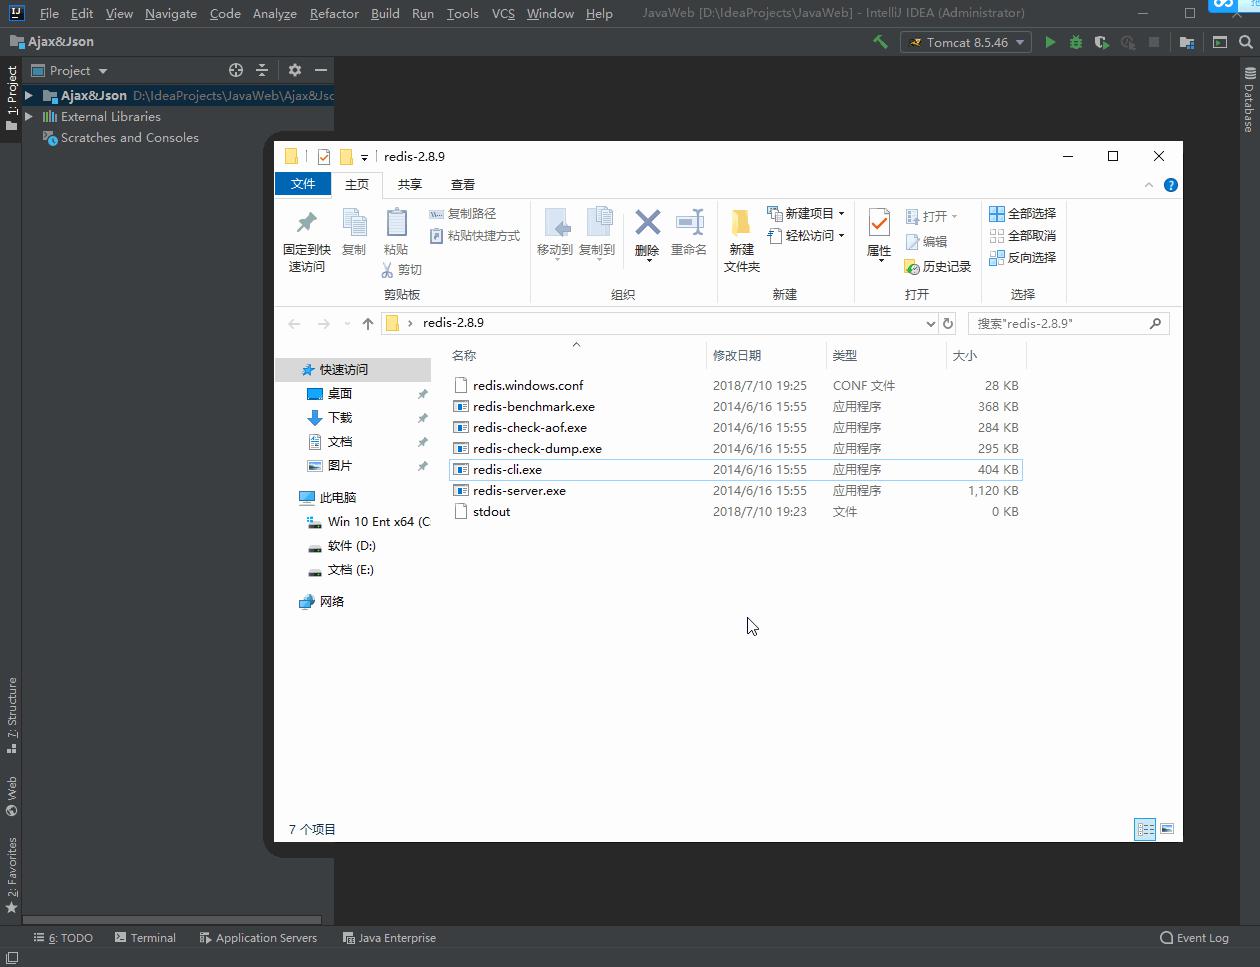 File Edit View Navigate Code Analyze Refactor Build Run Tools VCS Window Help JavaWeb [D:\IdeaProjects\JavaWeb] - IntelliJ IDEA (Administrator)
Ajax&Json
Tomcat 8.5.46
1: Project
Project
Ajax&Json D:\IdeaProjects\JavaWeb\Ajax&Jsc
External Libraries
Scratches and Consoles
Database
redis-2.8.9
文件 主页 共享 查看
固定到快速访问
复制
粘贴
复制路径
粘贴快捷方式
剪切
剪贴板
移动到
复制到
删除
重命名
组织
新建文件夹
新建项目
轻松访问
新建
属性
打开
编辑
历史记录
打开
全部选择
全部取消
反向选择
选择
redis-2.8.9
搜索"redis-2.8.9"
快速访问
桌面
下载
文档
图片
此电脑
Win 10 Ent x64 (C
软件 (D:)
文档 (E:)
网络
名称 修改日期 类型 大小
redis.windows.conf 2018/7/10 19:25 CONF 文件 28 KB
redis-benchmark.exe 2014/6/16 15:55 应用程序 368 KB
redis-check-aof.exe 2014/6/16 15:55 应用程序 284 KB
redis-check-dump.exe 2014/6/16 15:55 应用程序 295 KB
redis-cli.exe 2014/6/16 15:55 应用程序 404 KB
redis-server.exe 2014/6/16 15:55 应用程序 1,120 KB
stdout 2018/7/10 19:23 文件 0 KB
7 个项目
7: Structure
Web
2: Favorites
6: TODO Terminal Application Servers Java Enterprise Event Log